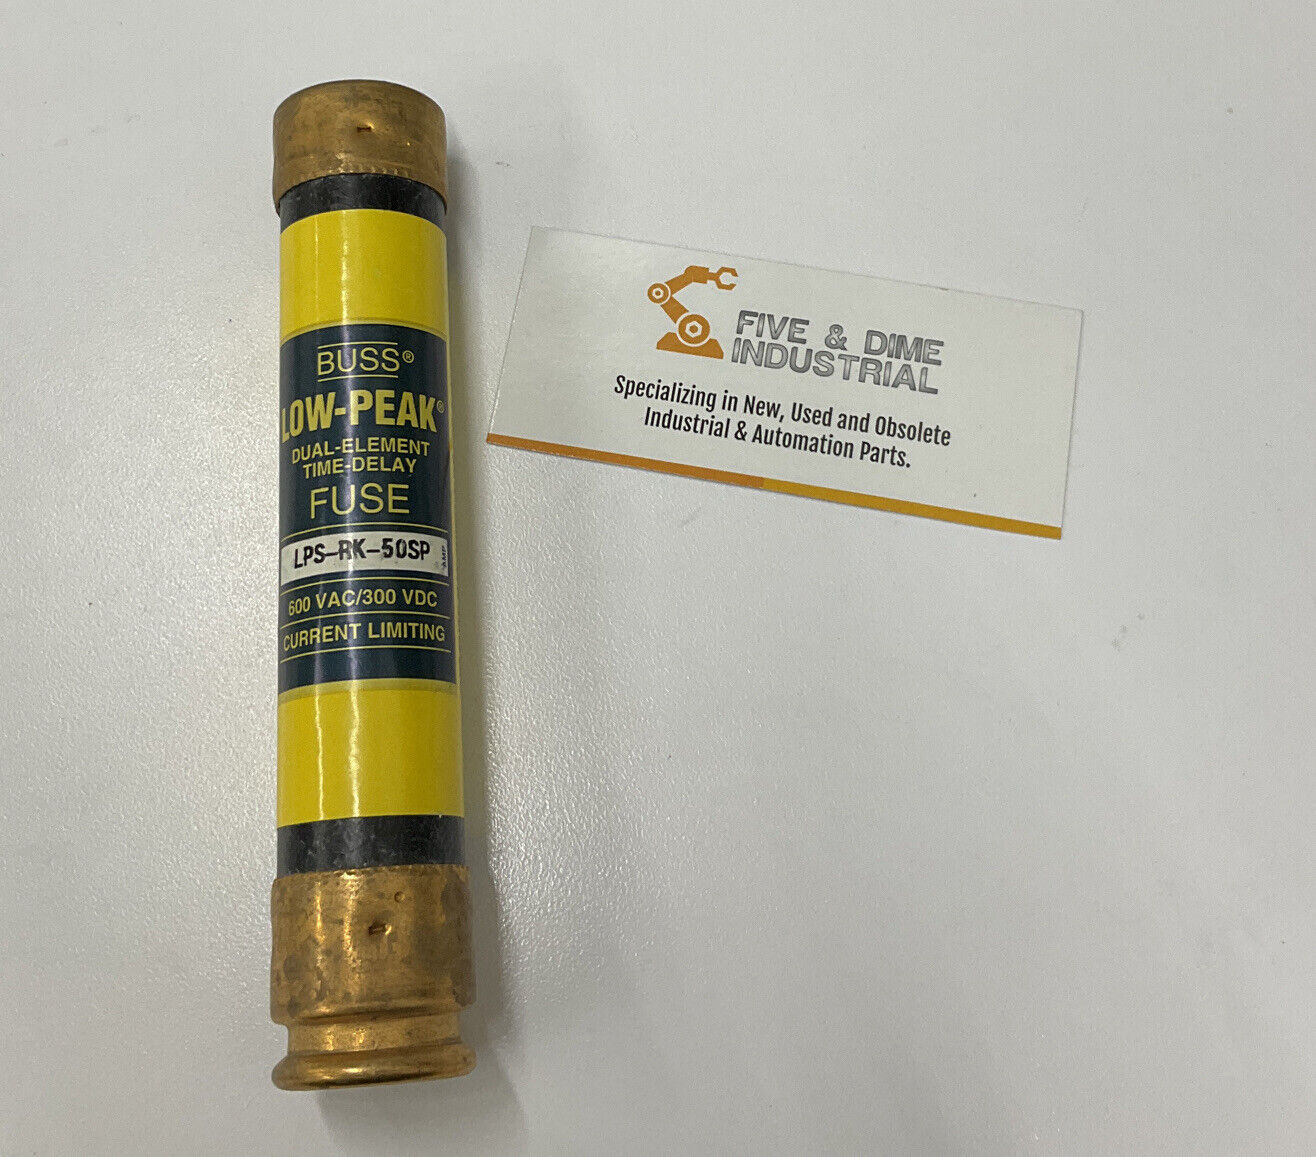 BUSS®
LOW-PEAK®
DUAL-ELEMENT
TIME-DELAY
FUSE
LPS-RK-50SP AMP
600 VAC/300 VDC
CURRENT LIMITING
FIVE & DIME
INDUSTRIAL
Specializing in New, Used and Obsolete
Industrial & Automation Parts.